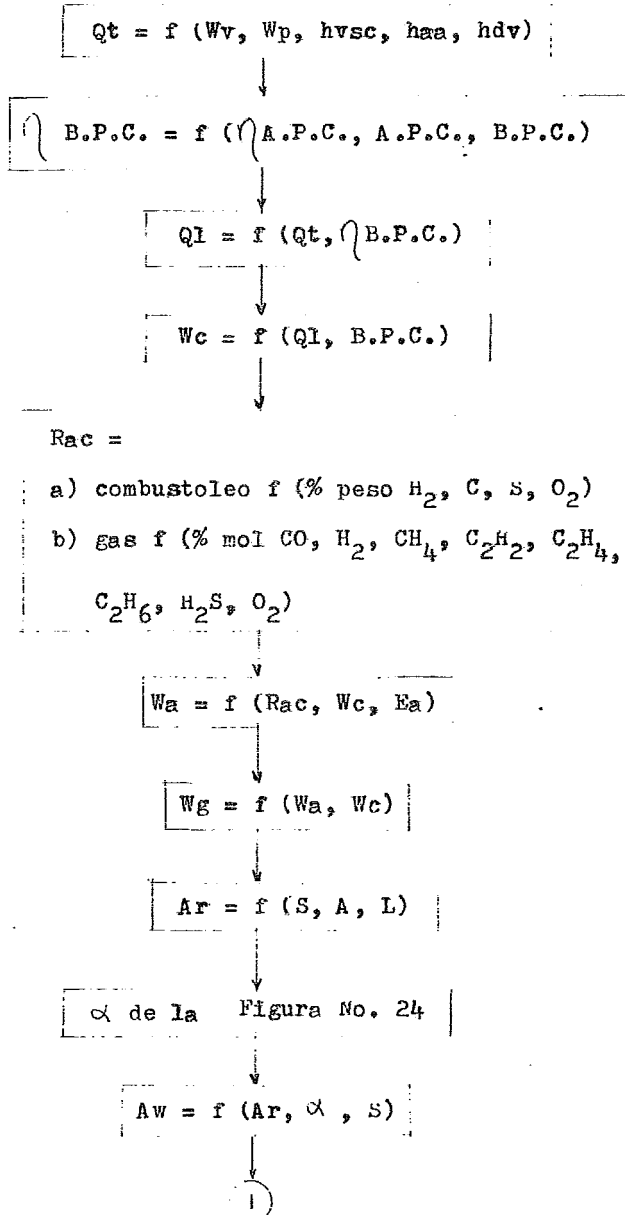 Qt = f (Wv, Wp, hvsc, haa, hdv)
η B.P.C. = f (ηA.P.C., A.P.C., B.P.C.)
Ql = f (Qt, ηB.P.C.)
Wc = f (Ql, B.P.C.)
Rac =
a) combustoleo f (% peso H₂, C, S, O₂)
b) gas f (% mol CO, H₂, CH₄, C₂H₂, C₂H₄,
C₂H₆, H₂S, O₂)
Wa = f (Rac, Wc, Ea)
Wg = f (Wa, Wc)
Ar = f (S, A, L)
α de la Figura No. 24
Aw = f (Ar, α , S)
1